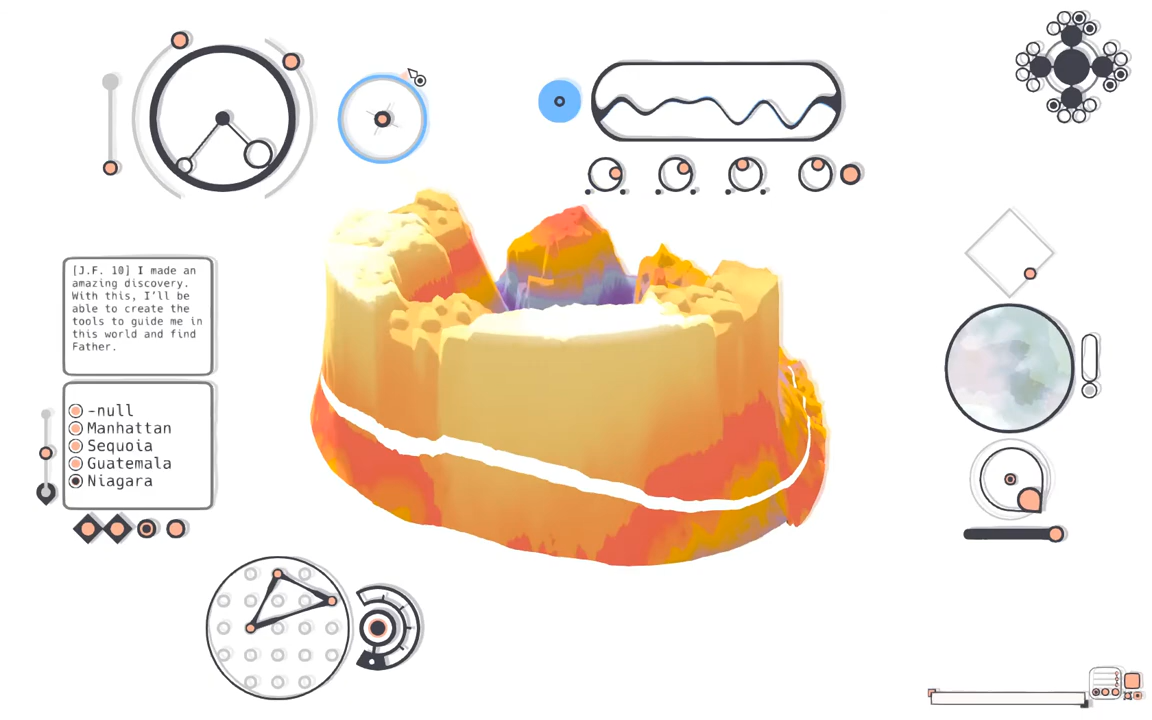 [J.F. 10] I made an
amazing discovery.
With this, I'll be
able to create the
tools to guide me in
this world and find
Father.
-null
Manhattan
Sequoia
Guatemala
Niagara